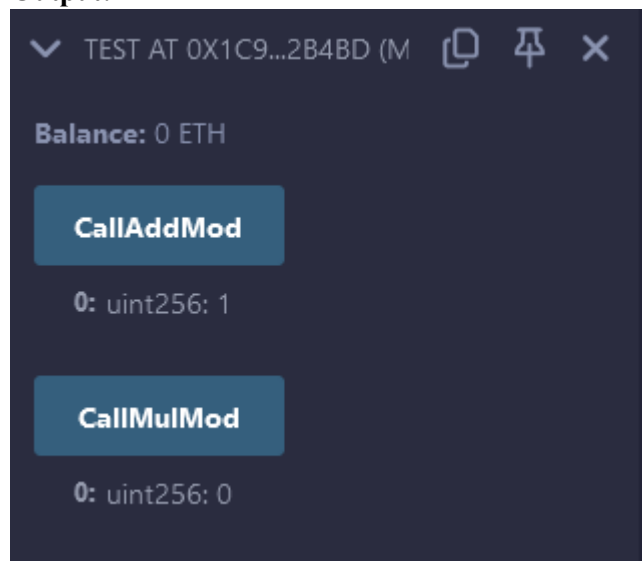 TEST AT 0X1C9...2B4BD (M
Balance: 0 ETH
CallAddMod
0: uint256: 1
CallMulMod
0: uint256: 0